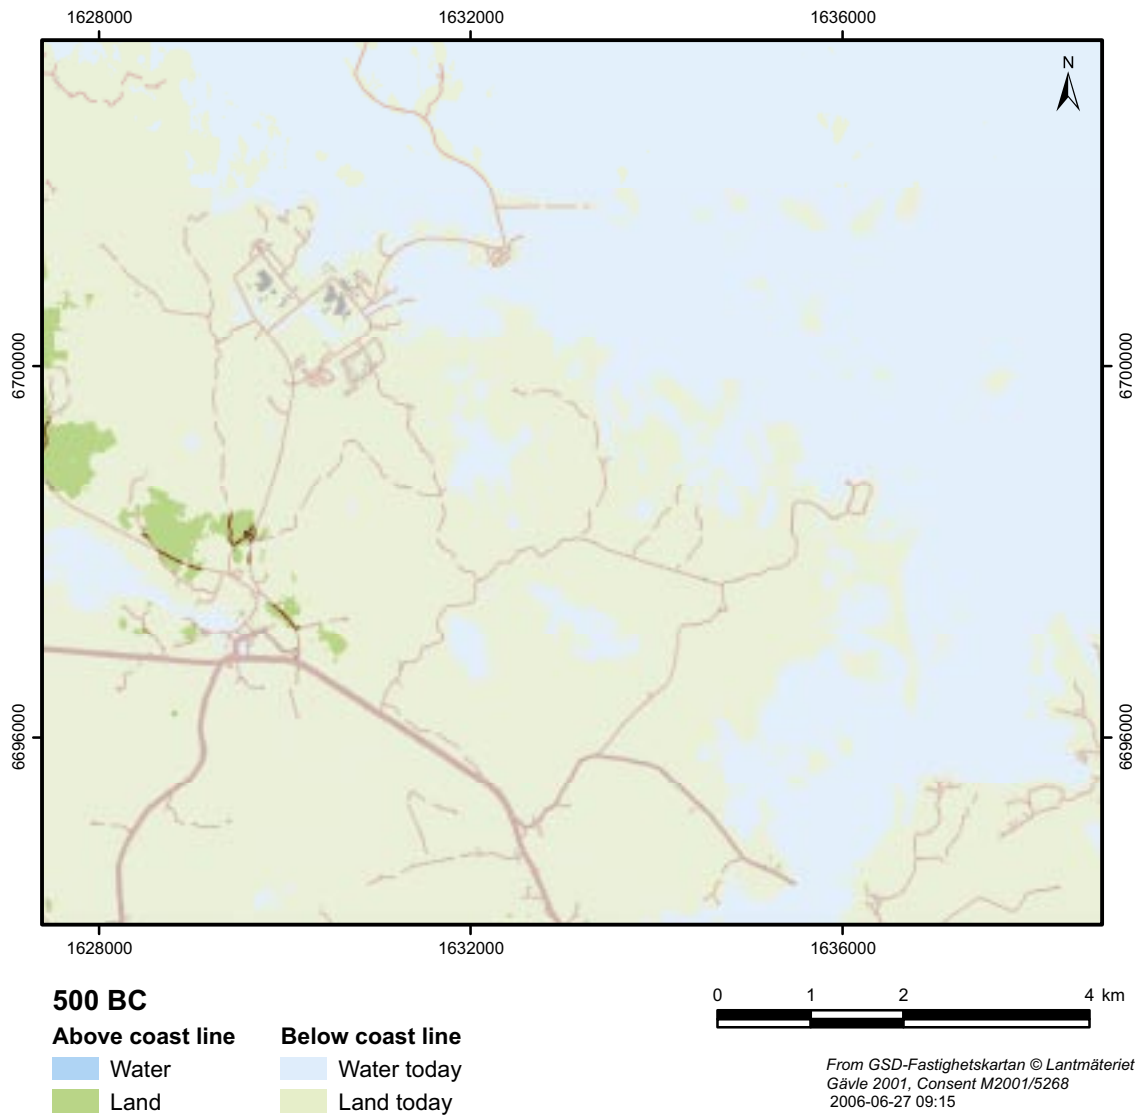 1628000 1632000 1636000
N
6700000 6700000
6696000 6696000
1628000 1632000 1636000
500 BC
Above coast line Below coast line
Water Water today
Land Land today
0 1 2 4 km
From GSD-Fastighetskartan © Lantmäteriet
Gävle 2001, Consent M2001/5268
2006-06-27 09:15